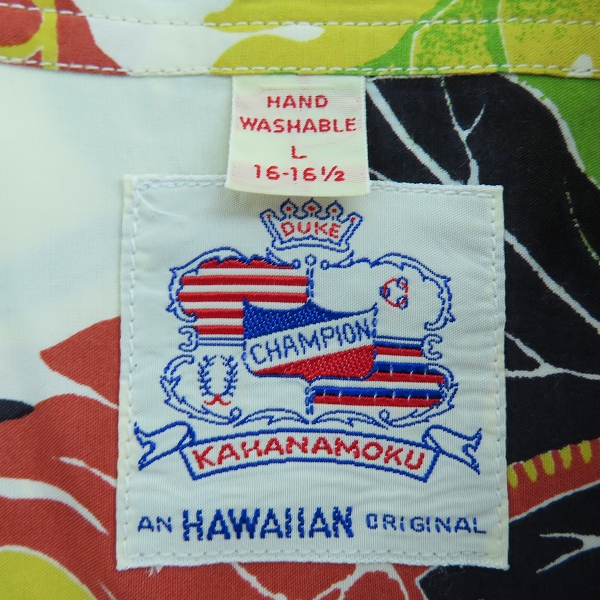 HAND
WASHABLE
L
16-16½
DUKE
CHAMPION
KAHANAMOKU
AN HAWAIIAN ORIGINAL